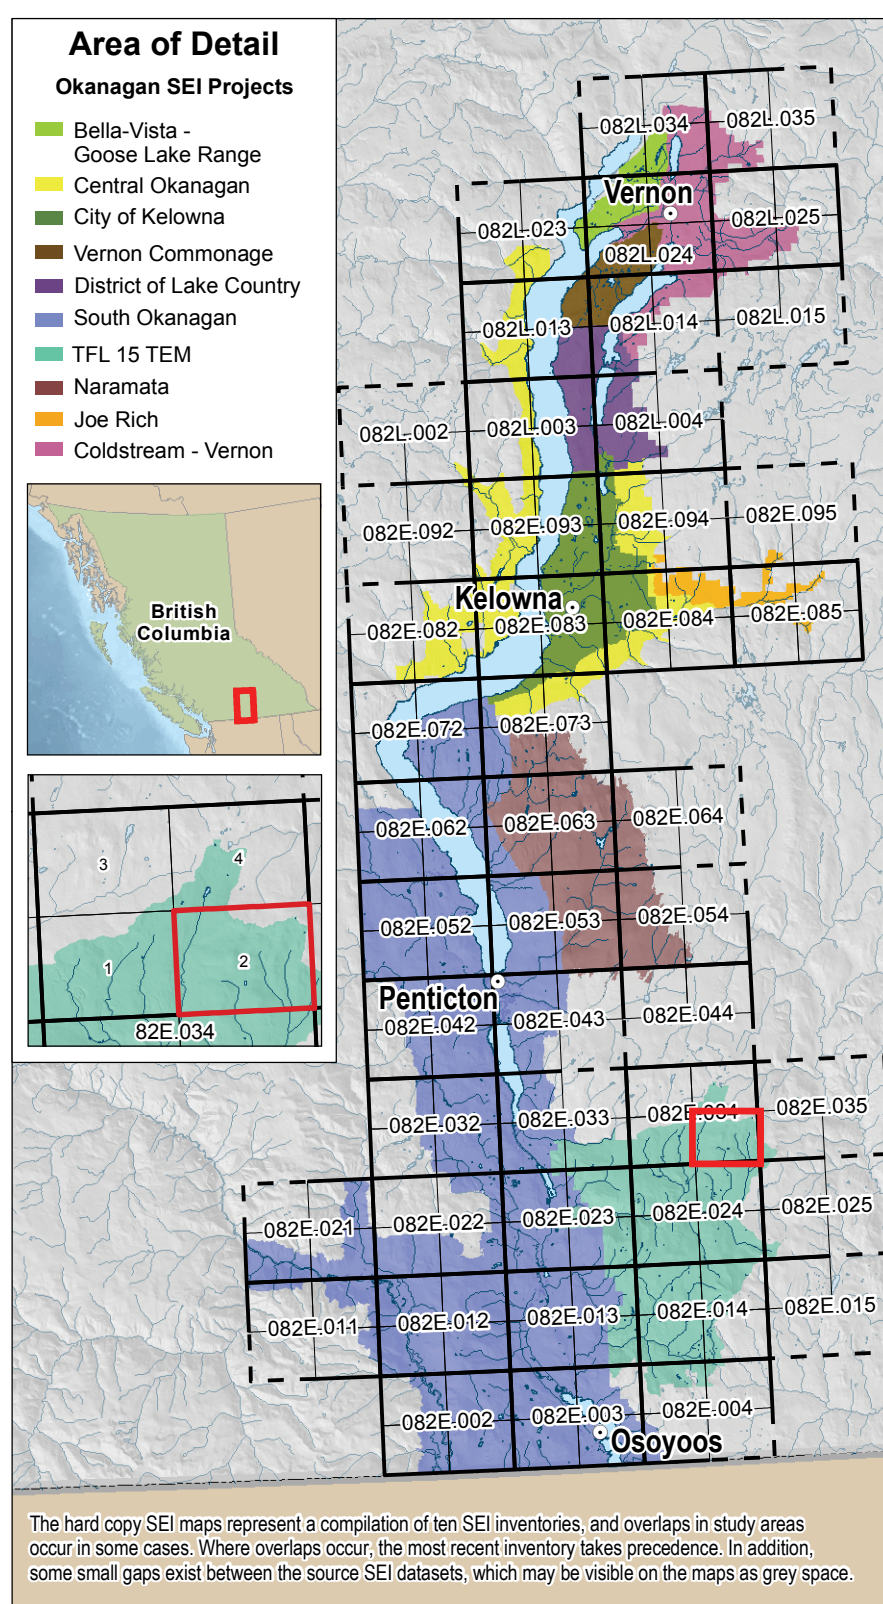 Area of Detail
Okanagan SEI Projects
Bella-Vista -
Goose Lake Range
Central Okanagan
City of Kelowna
Vernon Commonage
District of Lake Country
South Okanagan
TFL 15 TEM
Naramata
Joe Rich
Coldstream - Vernon
British
Columbia
3
4
1
2
82E.034
082L.034
082L.035
Vernon
082L.023
082L.025
082L.024
082L.013
082L.014
082L.015
082L.002
082L.003
082L.004
082E.092
082E.093
082E.094
082E.095
Kelowna
082E.082
082E.083
082E.084
082E.085
082E.072
082E.073
082E.062
082E.063
082E.064
082E.052
082E.053
082E.054
Penticton
082E.042
082E.043
082E.044
082E.032
082E.033
082E.034
082E.035
082E.021
082E.022
082E.023
082E.024
082E.025
082E.011
082E.012
082E.013
082E.014
082E.015
082E.002
082E.003
082E.004
Osoyoos
The hard copy SEI maps represent a compilation of ten SEI inventories, and overlaps in study areas
occur in some cases. Where overlaps occur, the most recent inventory takes precedence. In addition,
some small gaps exist between the source SEI datasets, which may be visible on the maps as grey space.